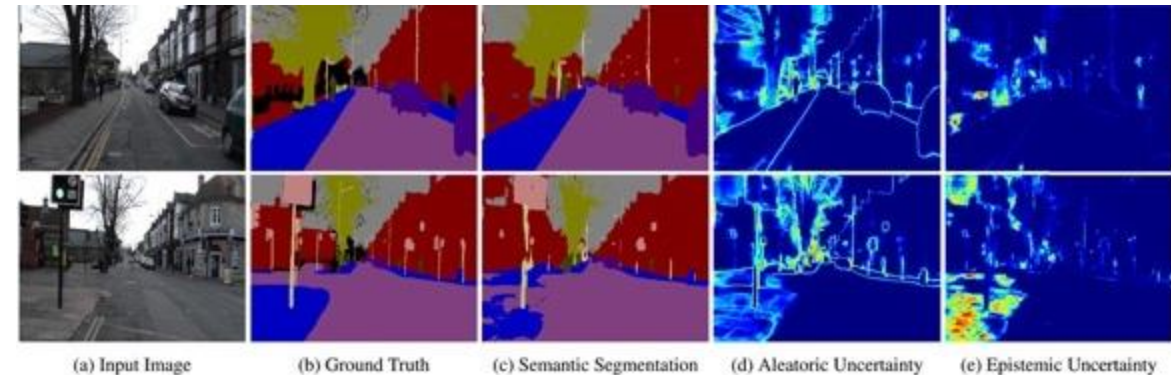 (a) Input Image (b) Ground Truth (c) Semantic Segmentation (d) Aleatoric Uncertainty (e) Epistemic Uncertainty